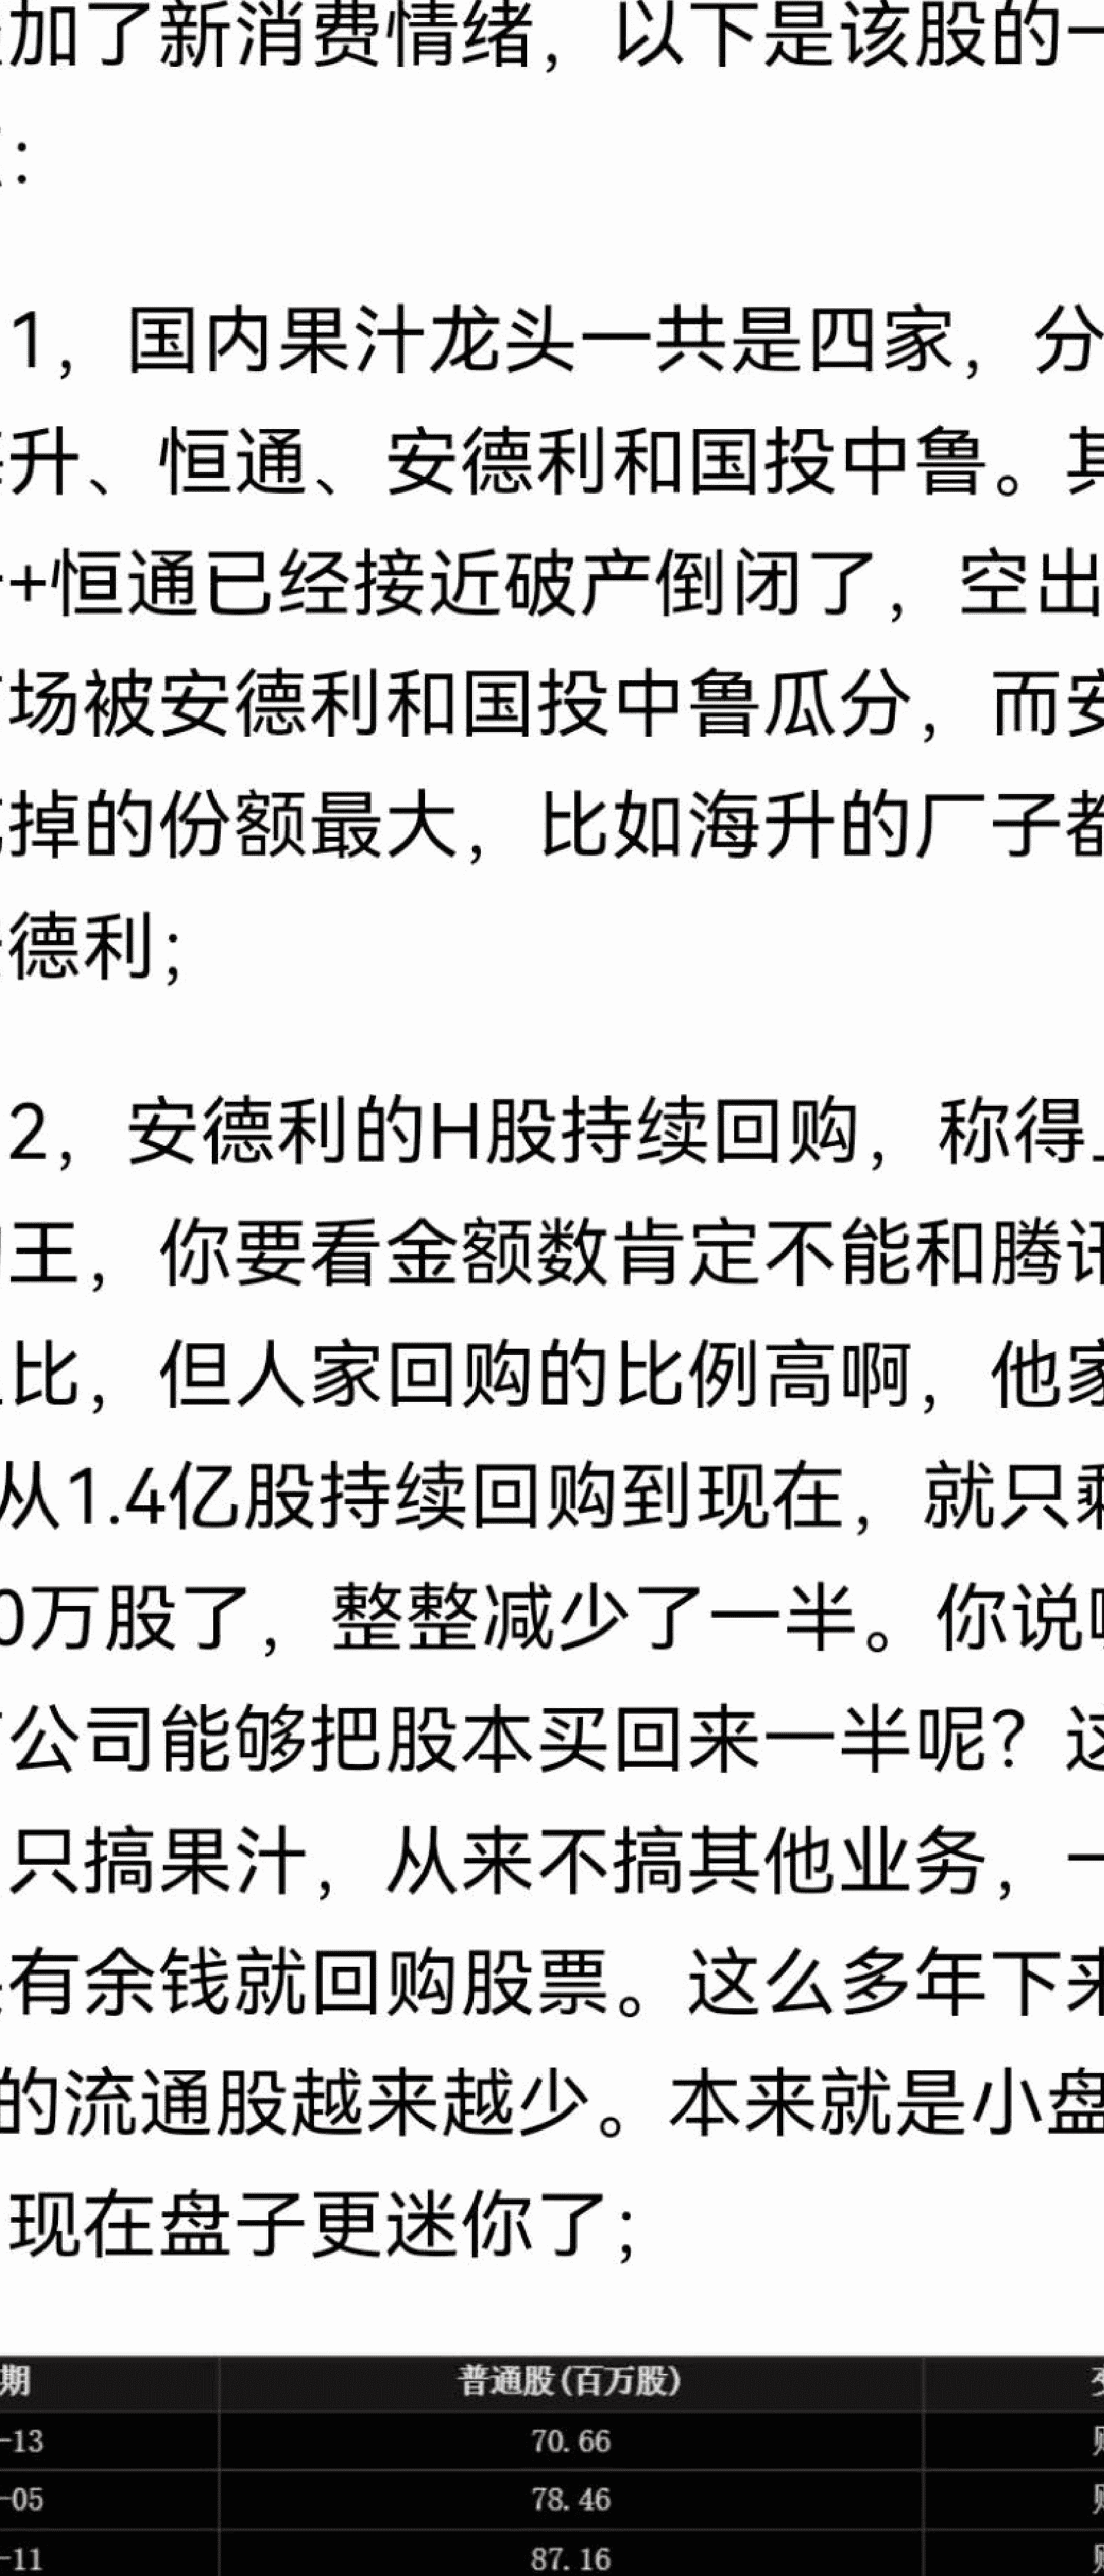 加了新消费情绪，以下是该股的一
：
1，国内果汁龙头一共是四家，分
升、恒通、安德利和国投中鲁。其
+恒通已经接近破产倒闭了，空出
场被安德利和国投中鲁瓜分，而安
掉的份额最大，比如海升的厂子都
德利；
2，安德利的H股持续回购，称得上
王，你要看金额数肯定不能和腾讯
比，但人家回购的比例高啊，他家
从1.4亿股持续回购到现在，就只剩
0万股了，整整减少了一半。你说
公司能够把股本买回来一半呢？这
只搞果汁，从来不搞其他业务，一
有余钱就回购股票。这么多年下来
的流通股越来越少。本来就是小盘
现在盘子更迷你了；
期 普通股(百万股)
-13 70.66
-05 78.46
-11 87.16